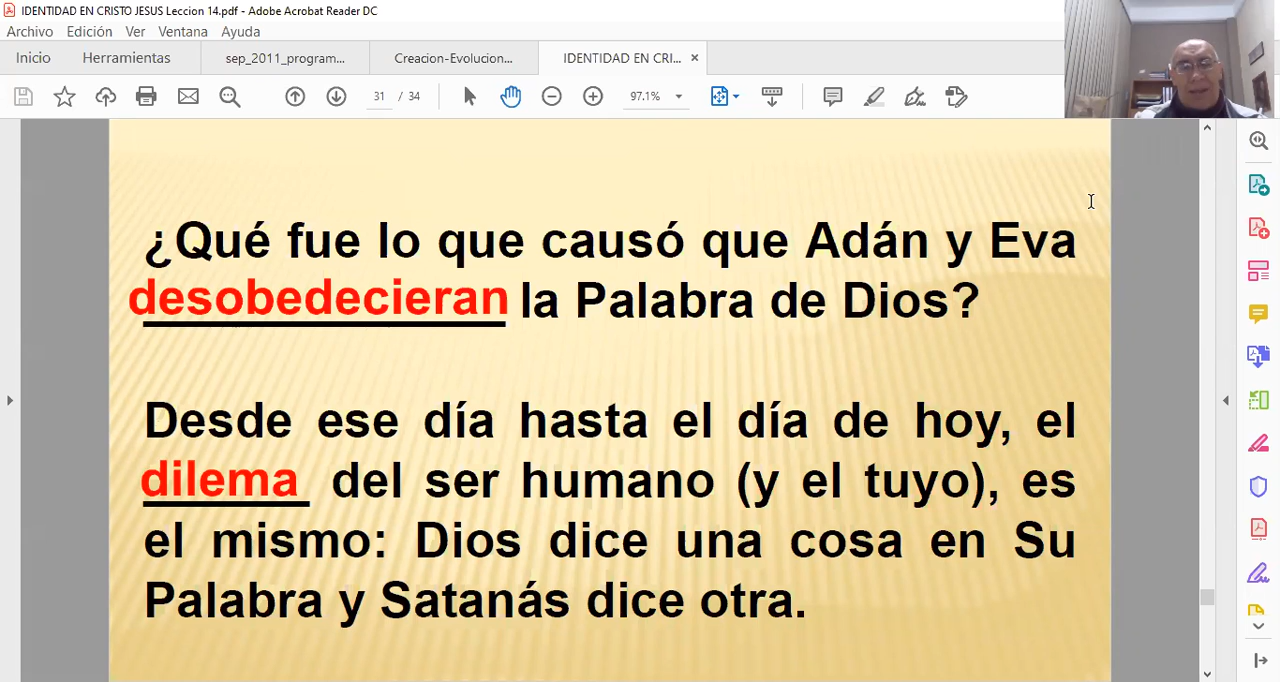 IDENTIDAD EN CRISTO JESUS Leccion 14.pdf - Adobe Acrobat Reader DC
Archivo Edición Ver Ventana Ayuda
Inicio Herramientas sep_2011_program... Creacion-Evolucion... IDENTIDAD EN CRI... ×
31 / 34 97.1%
¿Qué fue lo que causó que Adán y Eva
desobedecieran la Palabra de Dios?
Desde ese día hasta el día de hoy, el
dilema del ser humano (y el tuyo), es
el mismo: Dios dice una cosa en Su
Palabra y Satanás dice otra.